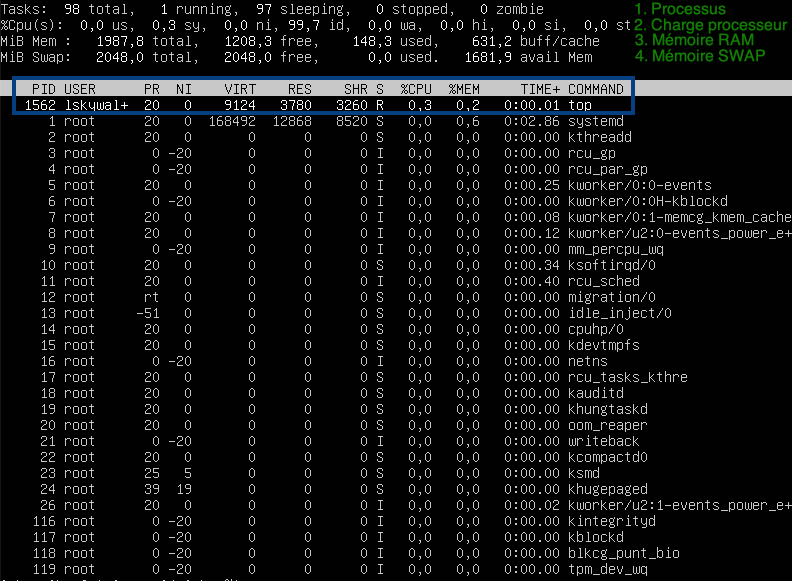 Tasks:  98 total,   1 running,  97 sleeping,   0 stopped,   0 zombie
1. Processus
%Cpu(s):  0,0 us,  0,3 sy,  0,0 ni, 99,7 id,  0,0 wa,  0,0 hi,  0,0 si,  0,0 st
2. Charge processeur
MiB Mem :   1987,8 total,   1208,3 free,    148,3 used,    631,2 buff/cache
3. Mémoire RAM
MiB Swap:   2048,0 total,   2048,0 free,      0,0 used.   1681,9 avail Mem
4. Mémoire SWAP
PID USER      PR  NI    VIRT    RES    SHR S  %CPU  %MEM     TIME+ COMMAND
1562 lskywal+  20   0    9124   3780   3260 R   0,3   0,2   0:00.01 top
1 root      20   0  168492  12868   8520 S   0,0   0,6   0:02.86 systemd
2 root      20   0       0      0      0 S   0,0   0,0   0:00.00 kthreadd
3 root       0 -20       0      0      0 I   0,0   0,0   0:00.00 rcu_gp
4 root       0 -20       0      0      0 I   0,0   0,0   0:00.00 rcu_par_gp
5 root      20   0       0      0      0 I   0,0   0,0   0:00.25 kworker/0:0-events
6 root       0 -20       0      0      0 I   0,0   0,0   0:00.00 kworker/0:0H-kblockd
7 root      20   0       0      0      0 I   0,0   0,0   0:00.08 kworker/0:1-memcg_kmem_cache
8 root      20   0       0      0      0 I   0,0   0,0   0:00.12 kworker/u2:0-events_power_e+
9 root       0 -20       0      0      0 I   0,0   0,0   0:00.00 mm_percpu_wq
10 root      20   0       0      0      0 S   0,0   0,0   0:00.34 ksoftirqd/0
11 root      20   0       0      0      0 I   0,0   0,0   0:00.40 rcu_sched
12 root      rt   0       0      0      0 S   0,0   0,0   0:00.00 migration/0
13 root     -51   0       0      0      0 S   0,0   0,0   0:00.00 idle_inject/0
14 root      20   0       0      0      0 S   0,0   0,0   0:00.00 cpuhp/0
15 root      20   0       0      0      0 S   0,0   0,0   0:00.00 kdevtmpfs
16 root       0 -20       0      0      0 I   0,0   0,0   0:00.00 netns
17 root      20   0       0      0      0 S   0,0   0,0   0:00.00 rcu_tasks_kthre
18 root      20   0       0      0      0 S   0,0   0,0   0:00.00 kauditd
19 root      20   0       0      0      0 S   0,0   0,0   0:00.00 khungtaskd
20 root      20   0       0      0      0 S   0,0   0,0   0:00.00 oom_reaper
21 root       0 -20       0      0      0 I   0,0   0,0   0:00.00 writeback
22 root      20   0       0      0      0 S   0,0   0,0   0:00.00 kcompactd0
23 root      25   5       0      0      0 S   0,0   0,0   0:00.00 ksmd
24 root      39  19       0      0      0 S   0,0   0,0   0:00.00 khugepaged
26 root      20   0       0      0      0 I   0,0   0,0   0:00.02 kworker/u2:1-events_power_e+
116 root       0 -20       0      0      0 I   0,0   0,0   0:00.00 kintegrityd
117 root       0 -20       0      0      0 I   0,0   0,0   0:00.00 kblockd
118 root       0 -20       0      0      0 I   0,0   0,0   0:00.00 blkcg_punt_bio
119 root       0 -20       0      0      0 I   0,0   0,0   0:00.00 tpm_dev_wq